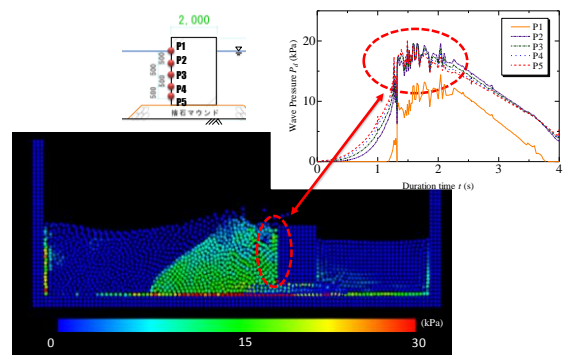 2,000
P1
P2
P3
P4
P5
500
500
500
500
捨石マウンド
Wave Pressure Pd (kPa)
20
10
0
0
1
2
3
4
Duration time t (s)
P1
P2
P3
P4
P5
(kPa)
0
15
30